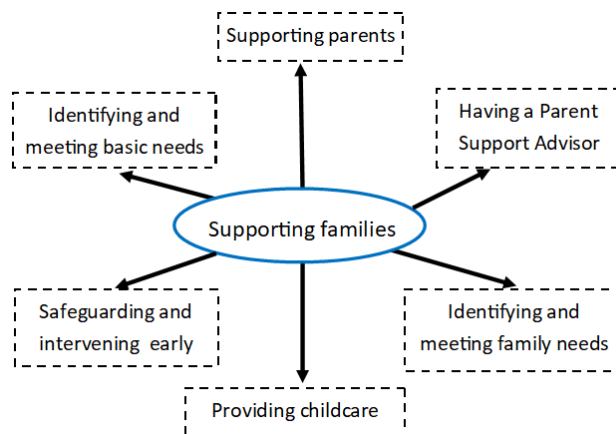 Supporting parents
Identifying and
meeting basic needs
Having a Parent
Support Advisor
Supporting families
Safeguarding and
intervening early
Identifying and
meeting family needs
Providing childcare